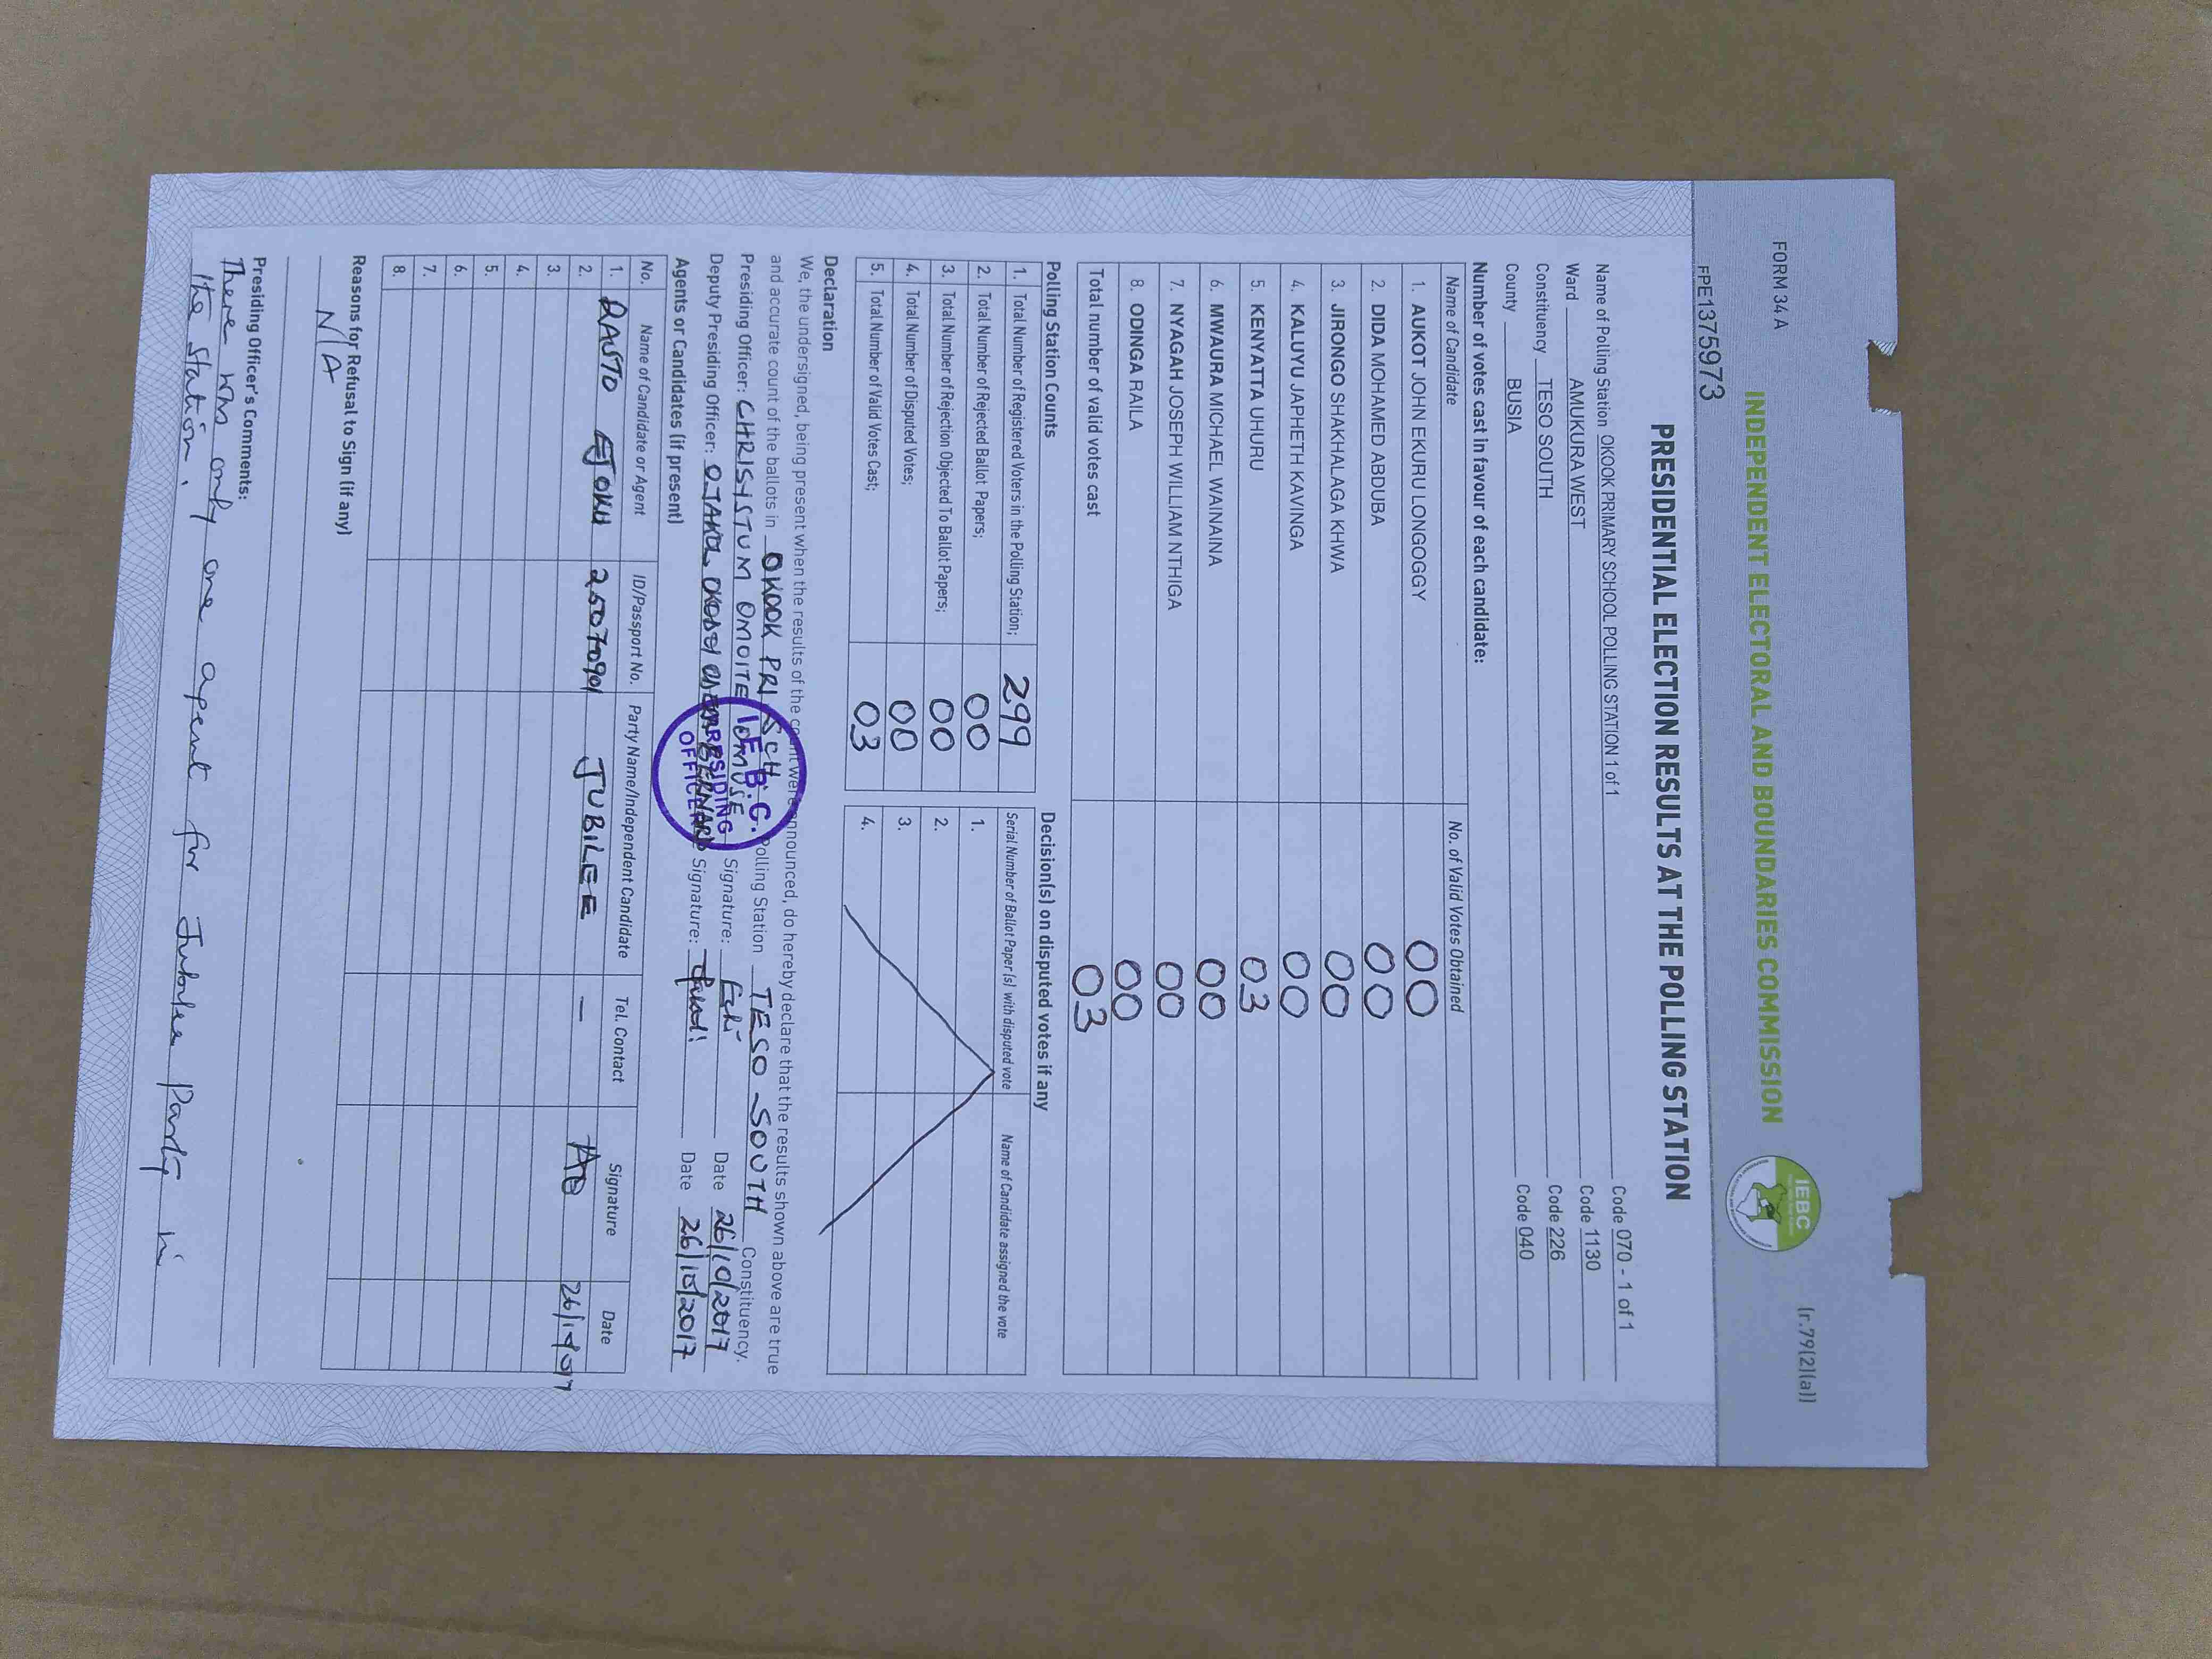 FORM 34 A
(r.79(2)(a))
INDEPENDENT ELECTORAL AND BOUNDARIES COMMISSION
IEBC
FPE1375973
PRESIDENTIAL ELECTION RESULTS AT THE POLLING STATION
Name of Polling Station OKOOK PRIMARY SCHOOL POLLING STATION 1 of 1 Code 070 - 1 of 1
Ward AMUKURA WEST Code 1130
Constituency TESO SOUTH Code 226
County BUSIA Code 040
Number of votes cast in favour of each candidate:
Name of Candidate No. of Valid Votes Obtained
1. AUKOT JOHN EKURU LONGOGGY 00
2. DIDA MOHAMED ABDUBA 00
3. JIRONGO SHAKHALAGA KHWA 00
4. KALUYU JAPHETH KAVINGA 00
5. KENYATTA UHURU 03
6. MWAURA MICHAEL WAINAINA 00
7. NYAGAH JOSEPH WILLIAM NTHIGA 00
8. ODINGA RAILA 00
Total number of valid votes cast 03
Polling Station Counts
1. Total Number of Registered Voters in the Polling Station; 299
2. Total Number of Rejected Ballot Papers; 00
3. Total Number of Rejection Objected To Ballot Papers; 00
4. Total Number of Disputed Votes; 00
5. Total Number of Valid Votes Cast; 03
Decision(s) on disputed votes if any
Serial Number of Ballot Paper(s) with disputed vote Name of Candidate assigned the vote
1.
2.
3.
4.
Declaration
We, the undersigned, being present when the results of the count were announced, do hereby declare that the results shown above are true
and accurate count of the ballots in OKOOK PRI SCH Polling Station TESO SOUTH Constituency.
Presiding Officer: CHRISYSTUM OMOITE Signature: Date 26/10/2017
Deputy Presiding Officer: BERNARD Signature: Date 26/10/2017
I.E.B.C.
PRESIDING
OFFICER
Agents or Candidates (if present)
No. Name of Candidate or Agent ID/Passport No. Party Name/Independent Candidate Tel. Contact Signature Date
1. 25070901 JUBILEE —
2.
3.
4.
5.
6.
7.
8.
Reasons for Refusal to Sign (if any)
N/A
Presiding Officer's Comments:
There was only one agent for Jubilee Party in
the station.